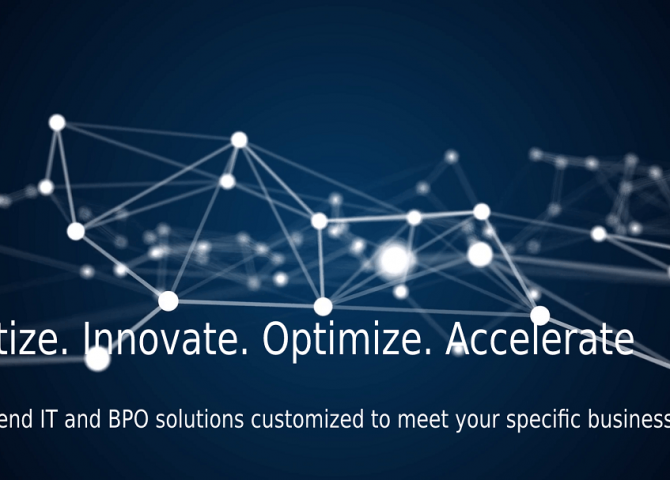 tize. Innovate. Optimize. Accelerate
end IT and BPO solutions customized to meet your specific business